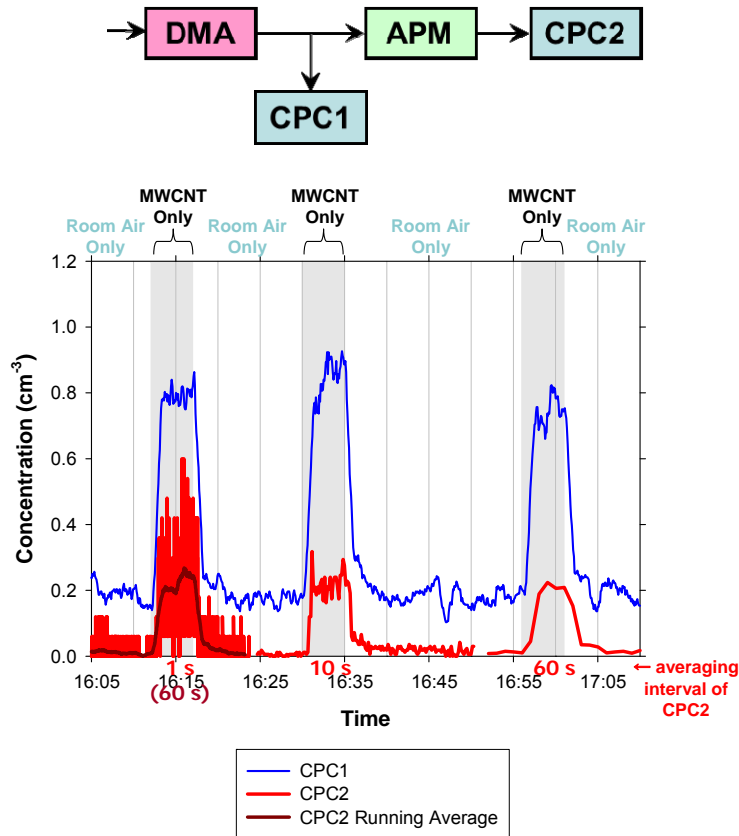 DMA
APM
CPC2
CPC1
MWCNT
Only
MWCNT
Only
MWCNT
Only
Room Air
Only
Room Air
Only
Room Air
Only
Room Air
Only
1.2
1.0
0.8
0.6
0.4
0.2
0.0
Concentration (cm-3)
1 s
10 s
60 s
← averaging
interval of
CPC2
16:05
16:15
16:25
16:35
16:45
16:55
17:05
(60 s)
Time
CPC1
CPC2
CPC2 Running Average